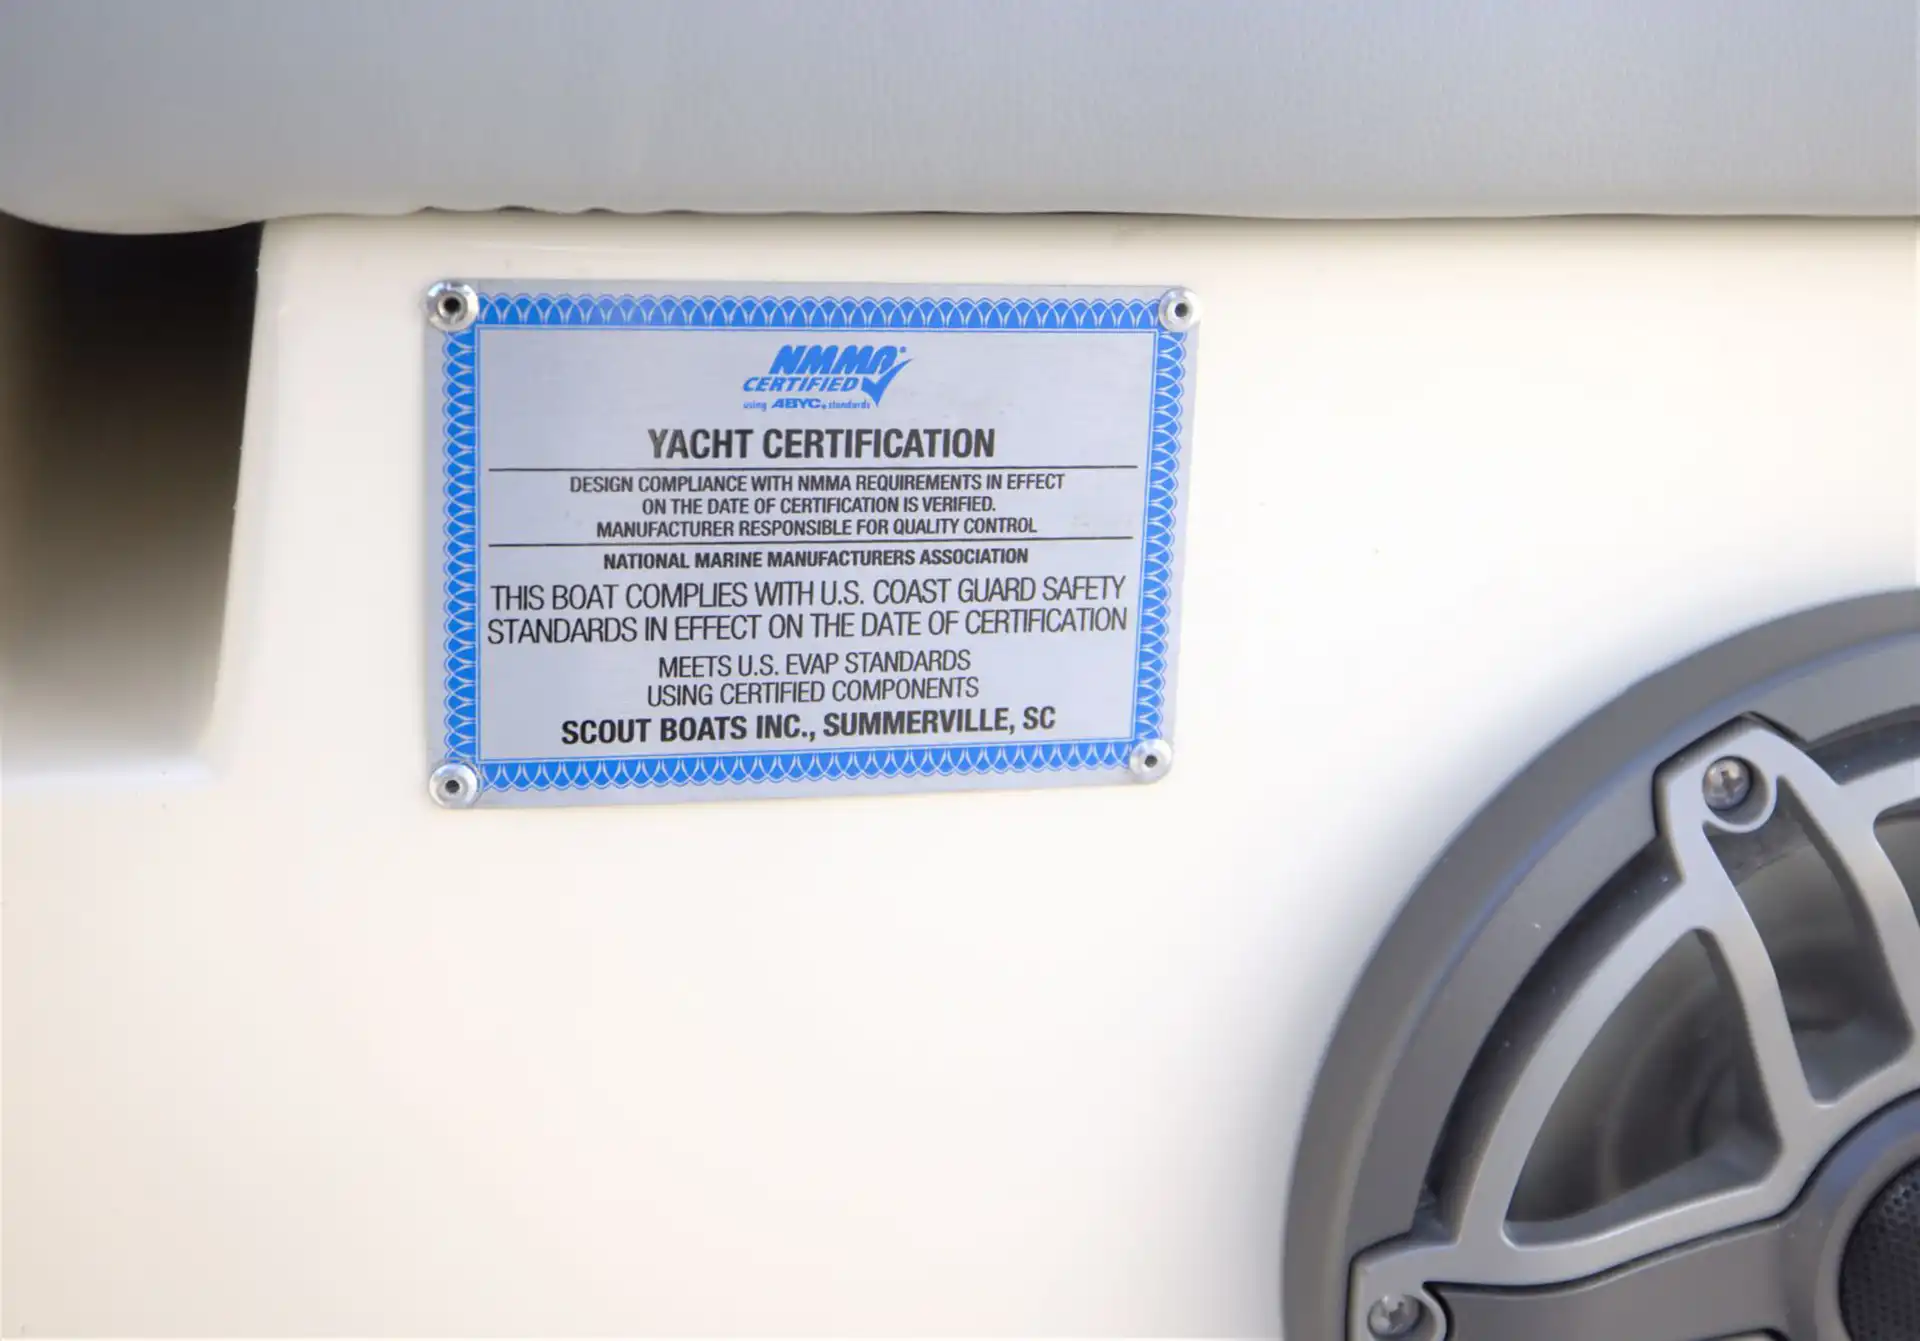 NMMA®
CERTIFIED
using ABYC® standards
YACHT CERTIFICATION
DESIGN COMPLIANCE WITH NMMA REQUIREMENTS IN EFFECT
ON THE DATE OF CERTIFICATION IS VERIFIED.
MANUFACTURER RESPONSIBLE FOR QUALITY CONTROL
NATIONAL MARINE MANUFACTURERS ASSOCIATION
THIS BOAT COMPLIES WITH U.S. COAST GUARD SAFETY
STANDARDS IN EFFECT ON THE DATE OF CERTIFICATION
MEETS U.S. EVAP STANDARDS
USING CERTIFIED COMPONENTS
SCOUT BOATS INC., SUMMERVILLE, SC